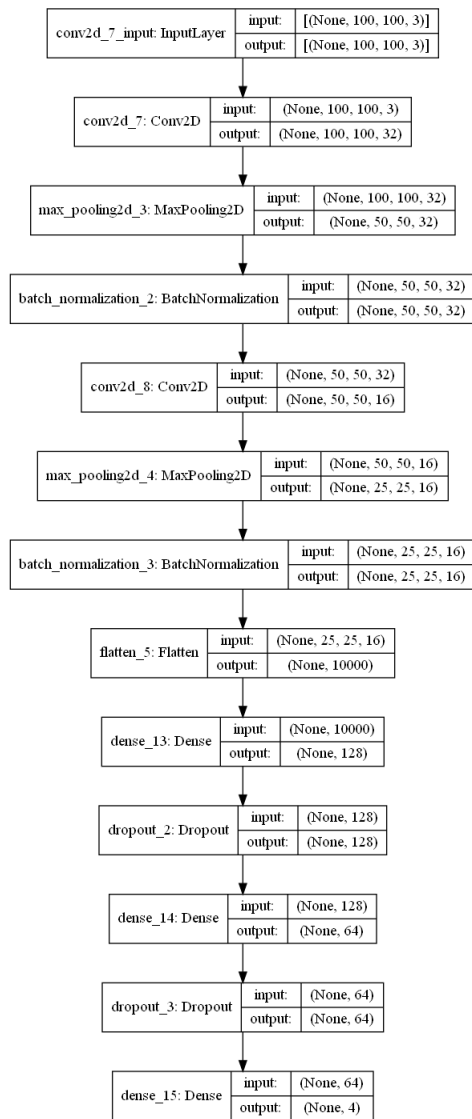 conv2d_7_input: InputLayer
input: [(None, 100, 100, 3)]
output: [(None, 100, 100, 3)]
conv2d_7: Conv2D
input: (None, 100, 100, 3)
output: (None, 100, 100, 32)
max_pooling2d_3: MaxPooling2D
input: (None, 100, 100, 32)
output: (None, 50, 50, 32)
batch_normalization_2: BatchNormalization
input: (None, 50, 50, 32)
output: (None, 50, 50, 32)
conv2d_8: Conv2D
input: (None, 50, 50, 32)
output: (None, 50, 50, 16)
max_pooling2d_4: MaxPooling2D
input: (None, 50, 50, 16)
output: (None, 25, 25, 16)
batch_normalization_3: BatchNormalization
input: (None, 25, 25, 16)
output: (None, 25, 25, 16)
flatten_5: Flatten
input: (None, 25, 25, 16)
output: (None, 10000)
dense_13: Dense
input: (None, 10000)
output: (None, 128)
dropout_2: Dropout
input: (None, 128)
output: (None, 128)
dense_14: Dense
input: (None, 128)
output: (None, 64)
dropout_3: Dropout
input: (None, 64)
output: (None, 64)
dense_15: Dense
input: (None, 64)
output: (None, 4)